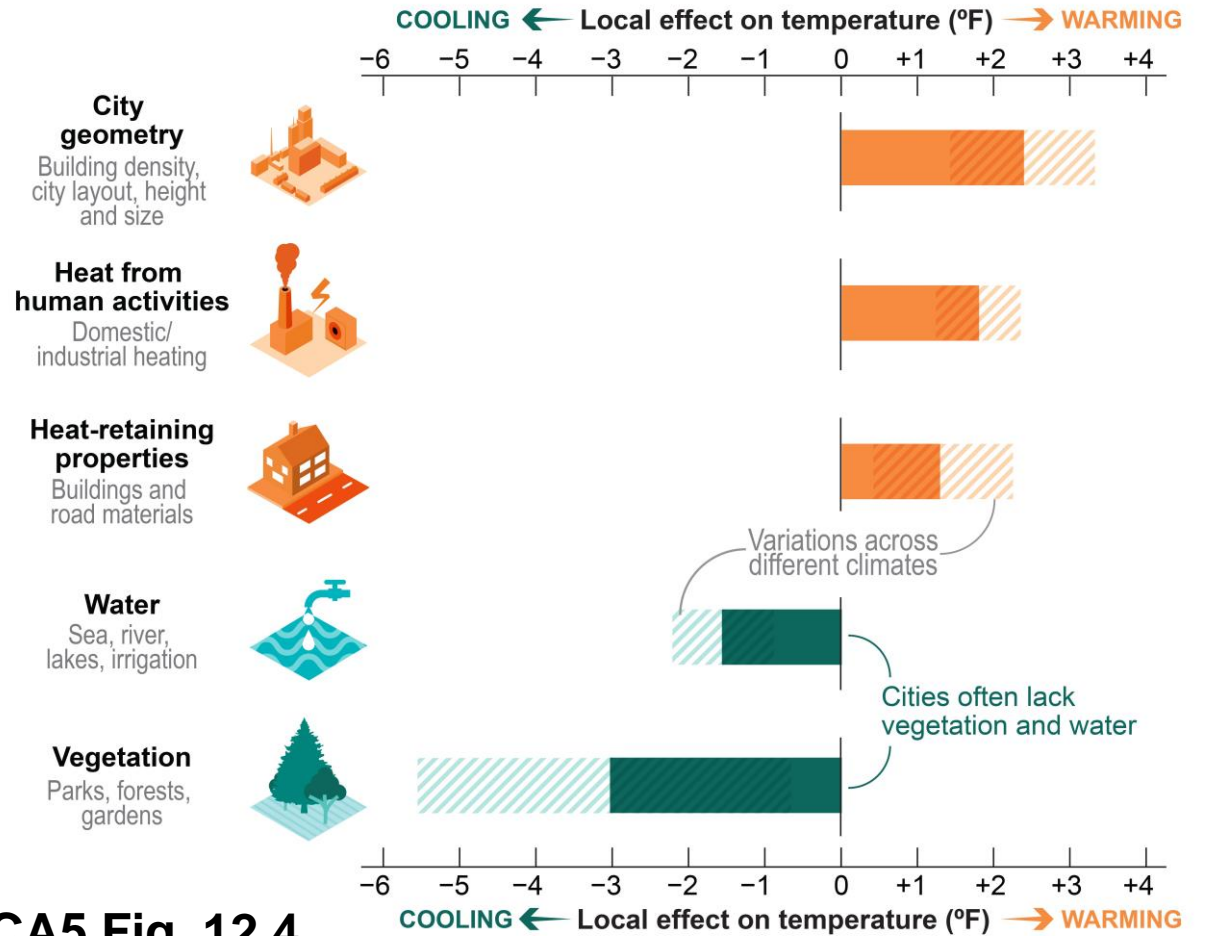 COOLING ← Local effect on temperature (ºF) → WARMING
−6 −5 −4 −3 −2 −1 0 +1 +2 +3 +4
City
geometry
Building density,
city layout, height
and size
Heat from
human activities
Domestic/
industrial heating
Heat-retaining
properties
Buildings and
road materials
Variations across
different climates
Water
Sea, river,
lakes, irrigation
Cities often lack
vegetation and water
Vegetation
Parks, forests,
gardens
−6 −5 −4 −3 −2 −1 0 +1 +2 +3 +4
COOLING ← Local effect on temperature (ºF) → WARMING
CA5 Fig. 12.4